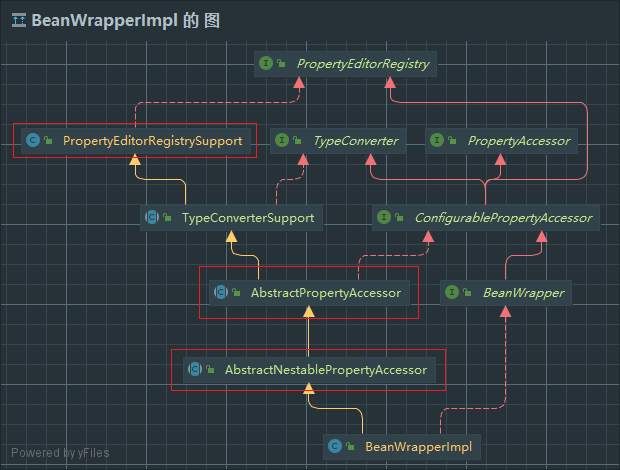 BeanWrapperImpl 的 图
PropertyEditorRegistry
PropertyEditorRegistrySupport
TypeConverter
PropertyAccessor
TypeConverterSupport
ConfigurablePropertyAccessor
AbstractPropertyAccessor
BeanWrapper
AbstractNestablePropertyAccessor
BeanWrapperImpl
Powered by yFiles